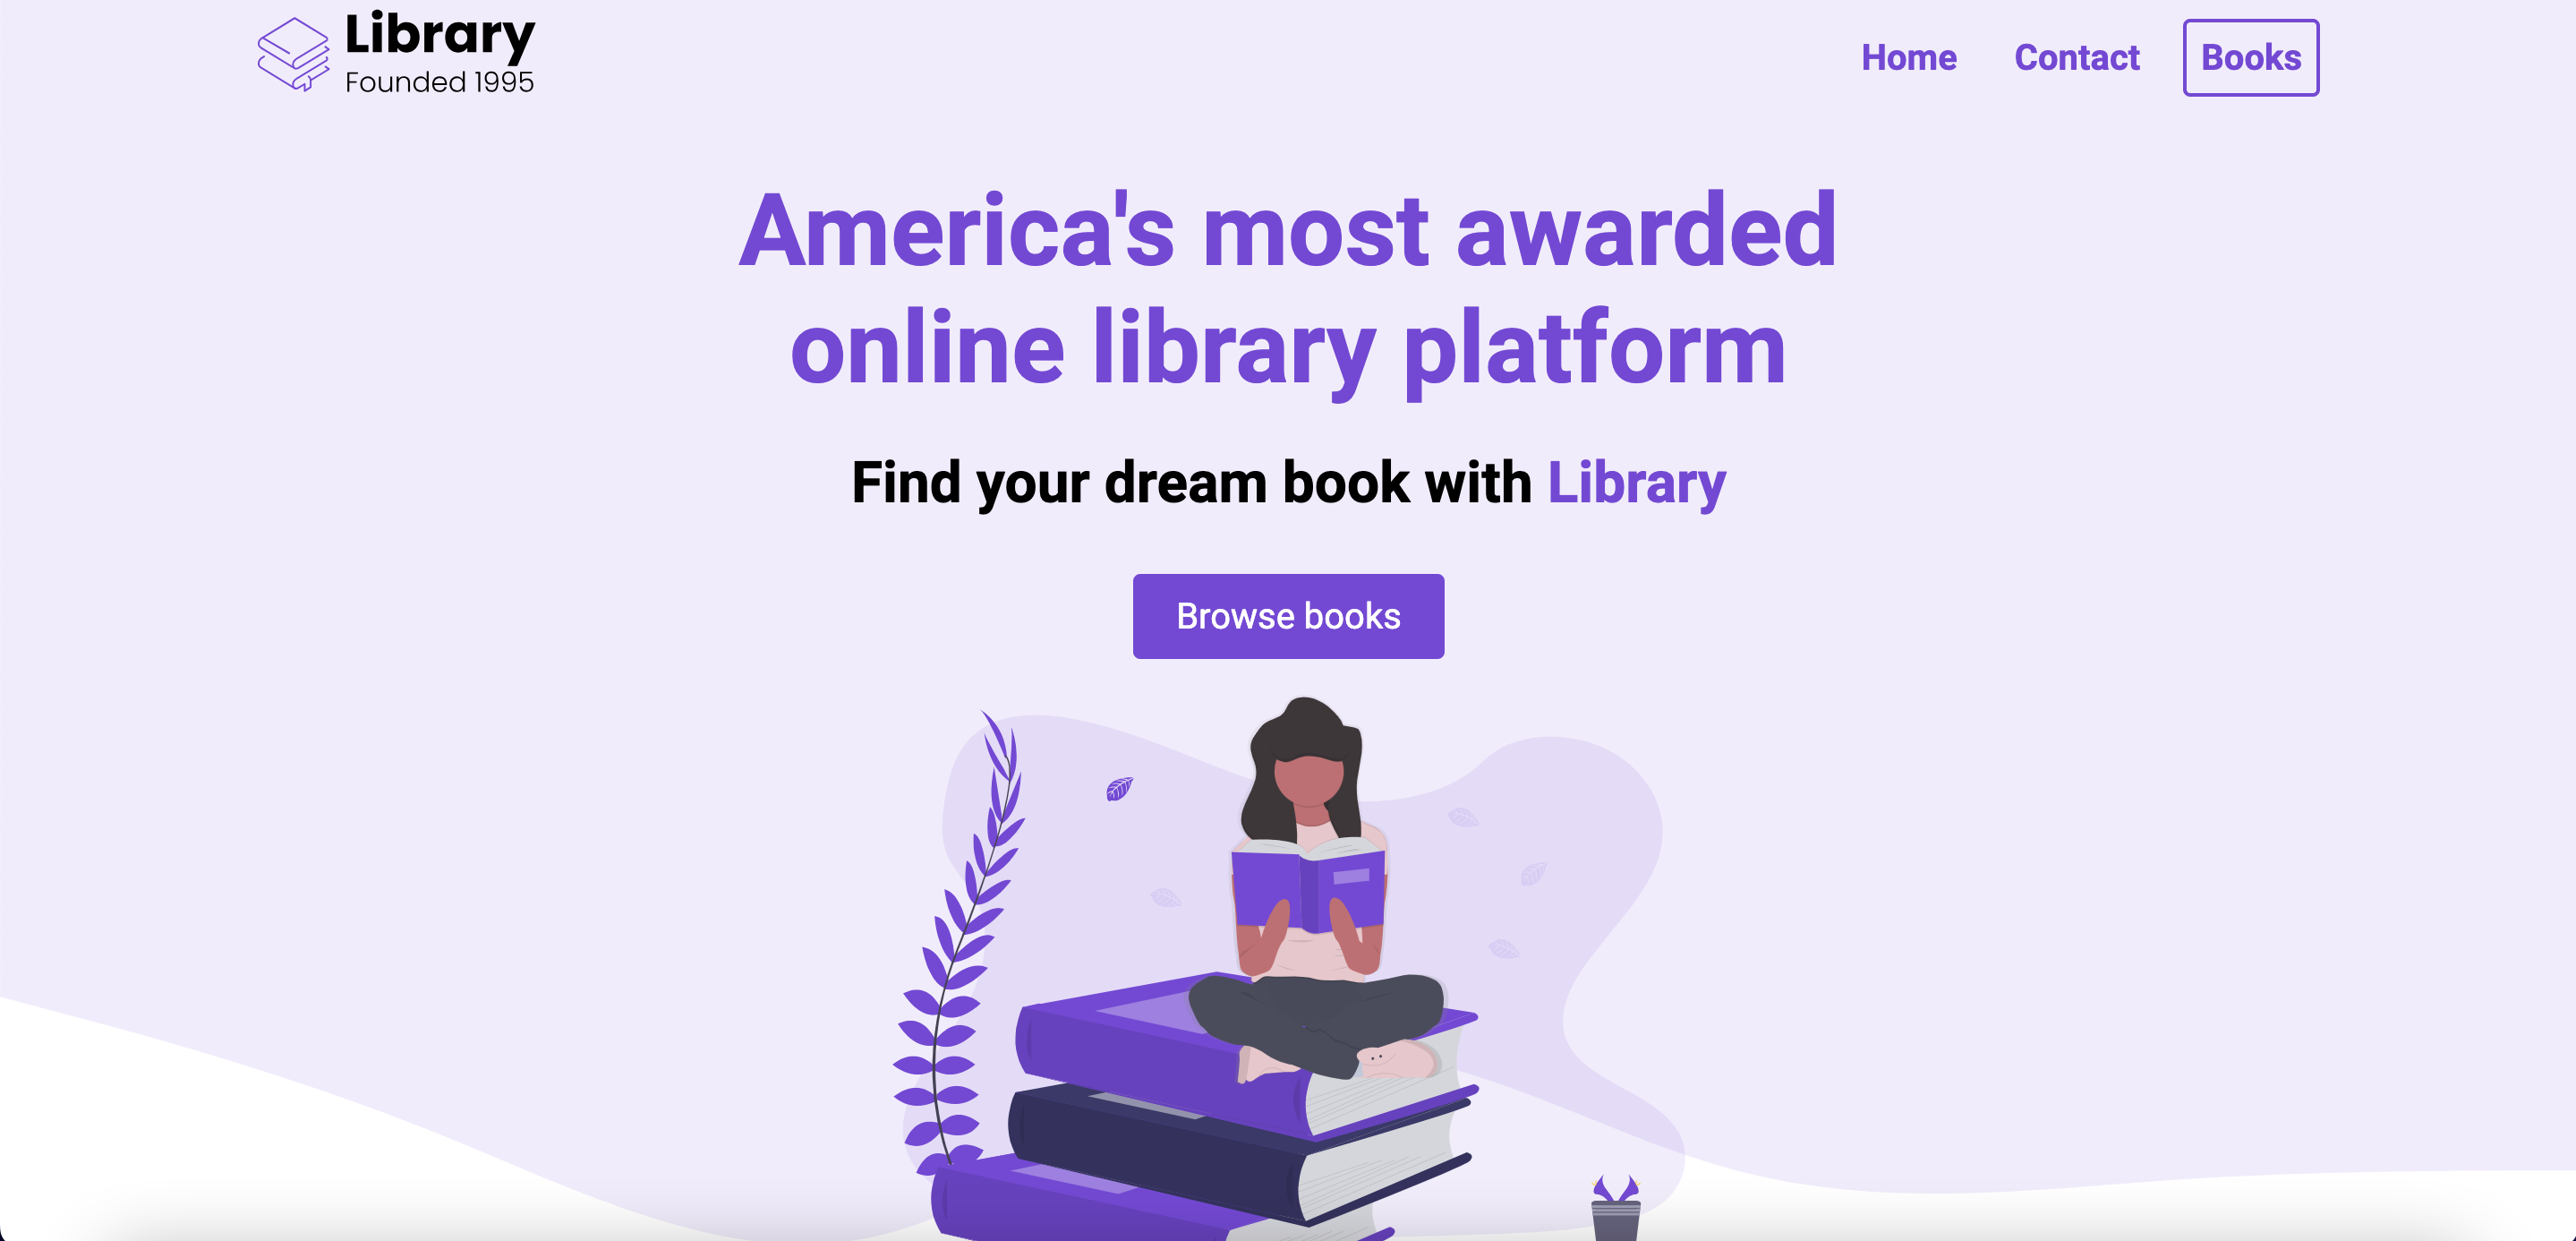 Library
Founded 1995
Home Contact Books
America's most awarded
online library platform
Find your dream book with Library
Browse books